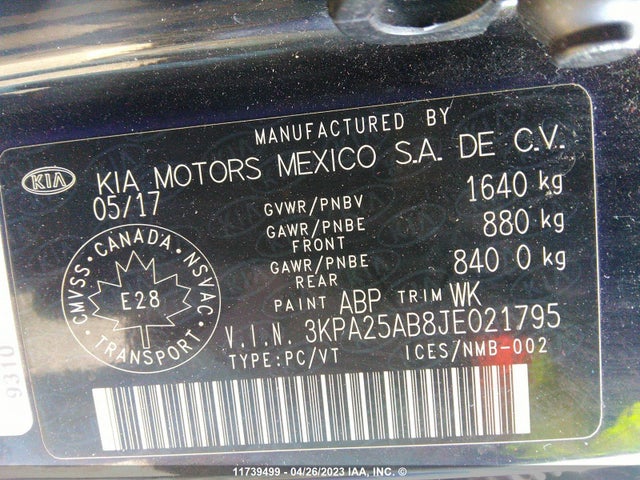 MANUFACTURED BY
KIA
KIA MOTORS MEXICO S.A. DE C.V.
05/17
GVWR/PNBV 1640 kg
GAWR/PNBE FRONT 880 kg
GAWR/PNBE REAR 840 0 kg
CMVSS · CANADA · NSVAC
E28
TRANSPORT
PAINT ABP TRIM WK
V.I.N. 3KPA25AB8JE021795
TYPE:PC/VT ICES/NMB-002
9310
11739499 - 04/26/2023 IAA, INC. ©